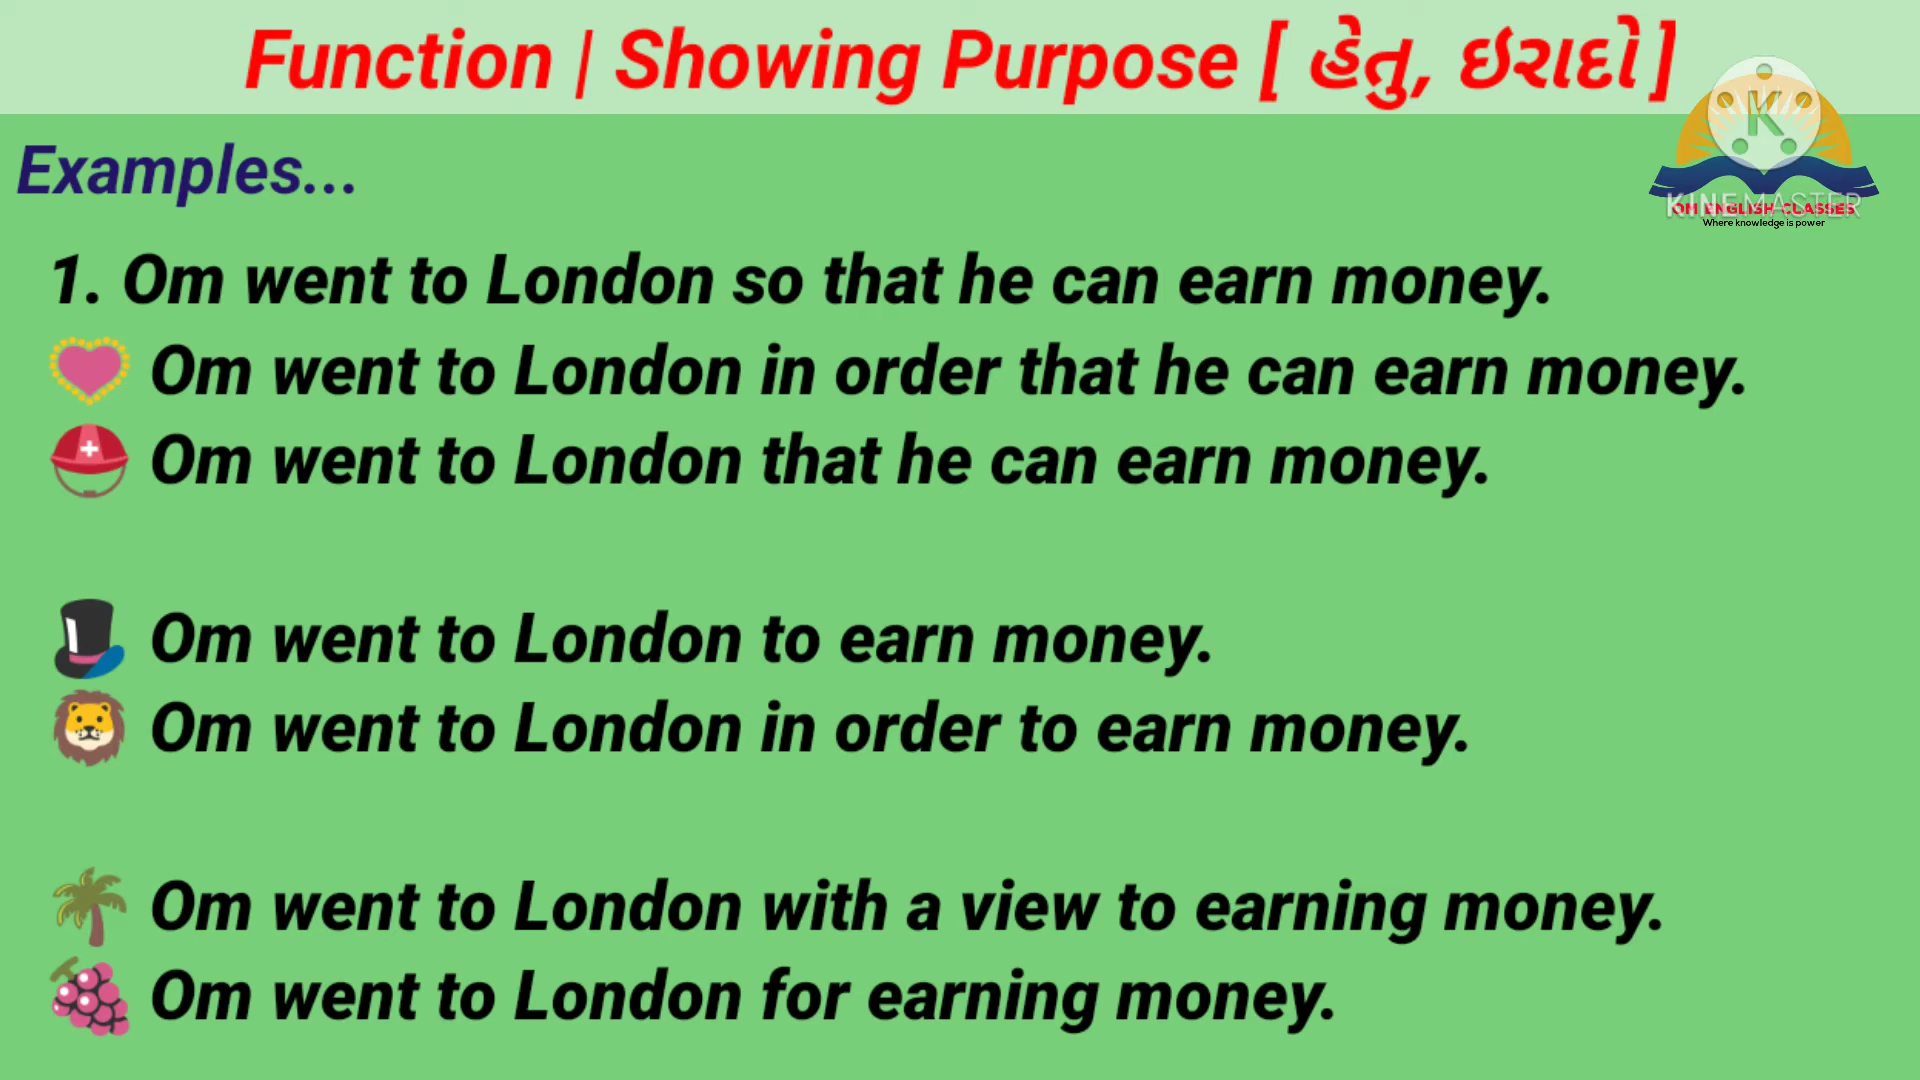 Function | Showing Purpose [ હેતુ, ઇરાદો ]
K
KINEMASTER
OM ENGLISH CLASSES
Where knowledge is power
Examples...
1. Om went to London so that he can earn money.
Om went to London in order that he can earn money.
Om went to London that he can earn money.
Om went to London to earn money.
Om went to London in order to earn money.
Om went to London with a view to earning money.
Om went to London for earning money.